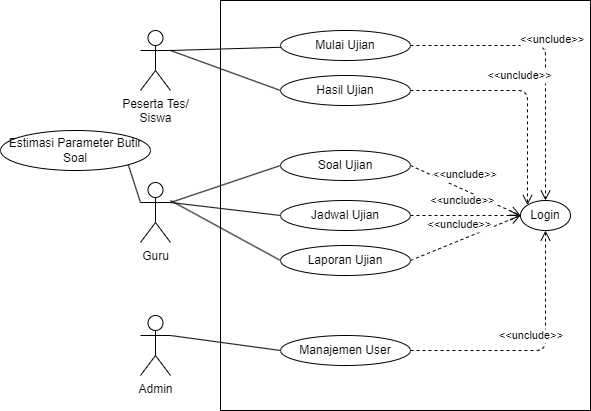 <<unclude>>
Mulai Ujian
<<unclude>>
Hasil Ujian
Peserta Tes/
Siswa
Estimasi Parameter Butir
Soal
Soal Ujian
<<unclude>>
<<unclude>>
Jadwal Ujian
Login
<<unclude>>
Guru
Laporan Ujian
<<unclude>>
Manajemen User
Admin